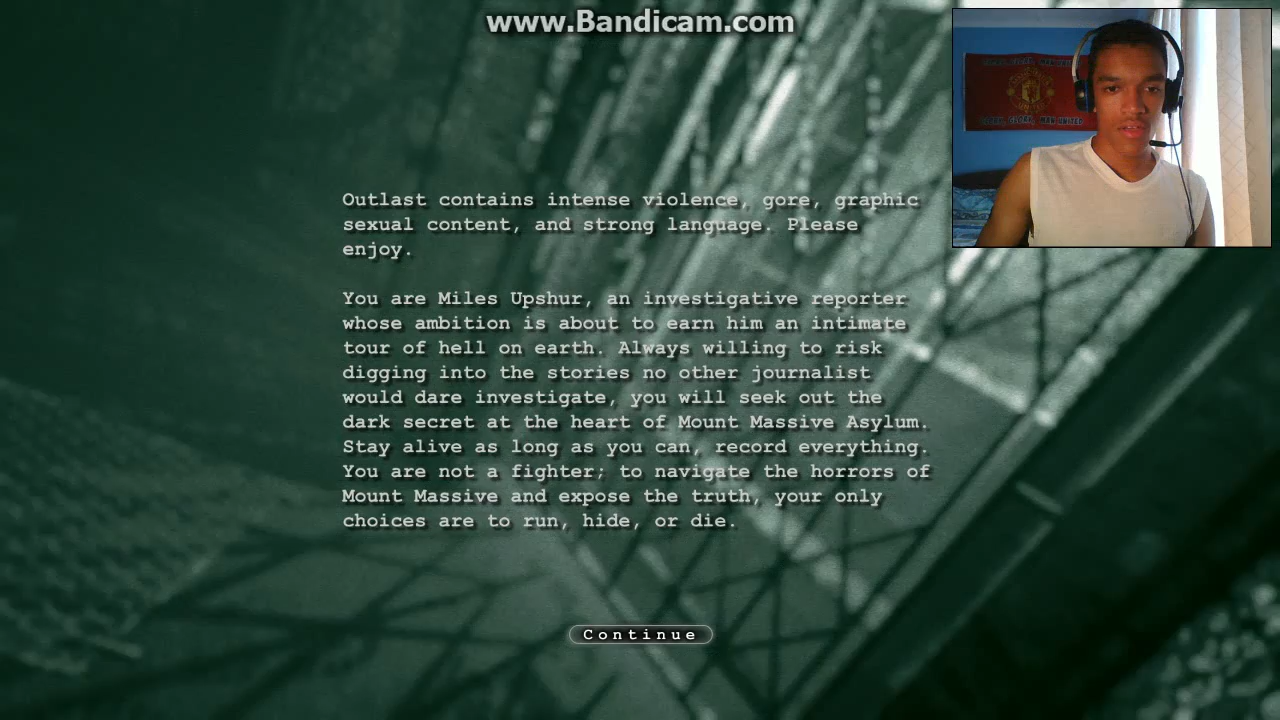 www.Bandicam.com
Outlast contains intense violence, gore, graphic
sexual content, and strong language. Please
enjoy.
You are Miles Upshur, an investigative reporter
whose ambition is about to earn him an intimate
tour of hell on earth. Always willing to risk
digging into the stories no other journalist
would dare investigate, you will seek out the
dark secret at the heart of Mount Massive Asylum.
Stay alive as long as you can, record everything.
You are not a fighter; to navigate the horrors of
Mount Massive and expose the truth, your only
choices are to run, hide, or die.
Continue